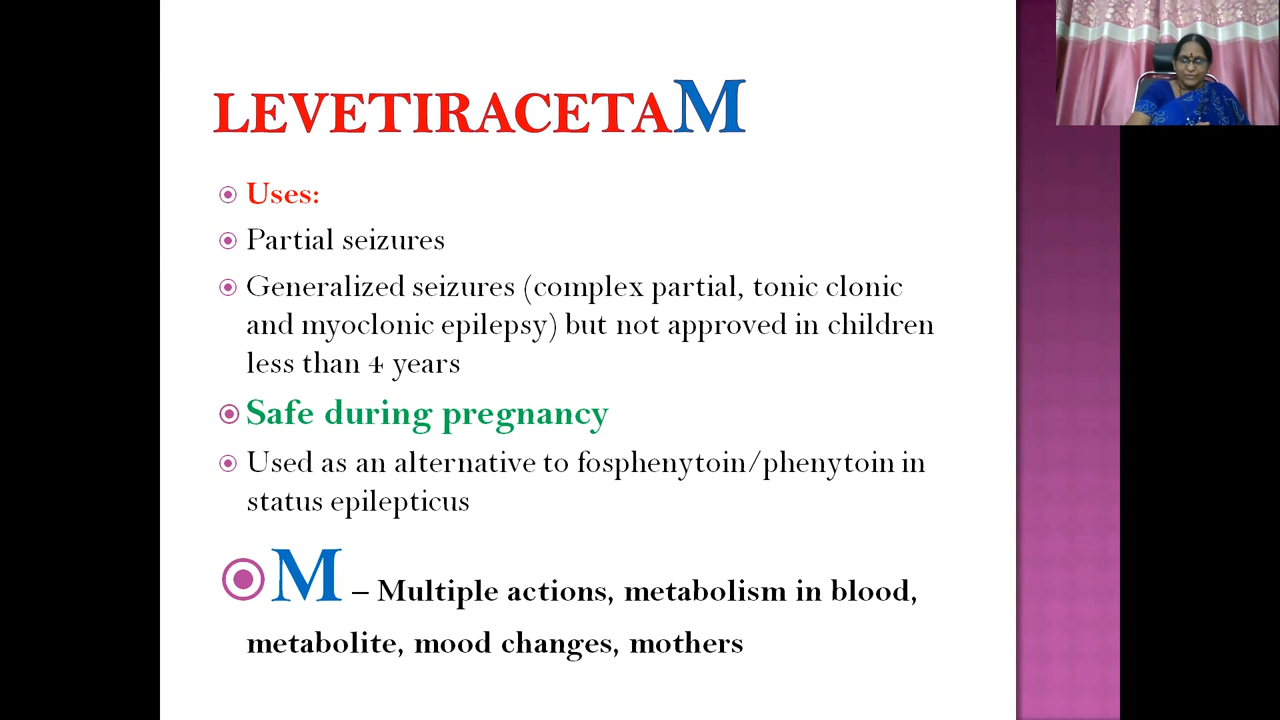 LEVETIRACETAM
Uses:
Partial seizures
Generalized seizures (complex partial, tonic clonic
and myoclonic epilepsy) but not approved in children
less than 4 years
Safe during pregnancy
Used as an alternative to fosphenytoin/phenytoin in
status epilepticus
M – Multiple actions, metabolism in blood,
metabolite, mood changes, mothers